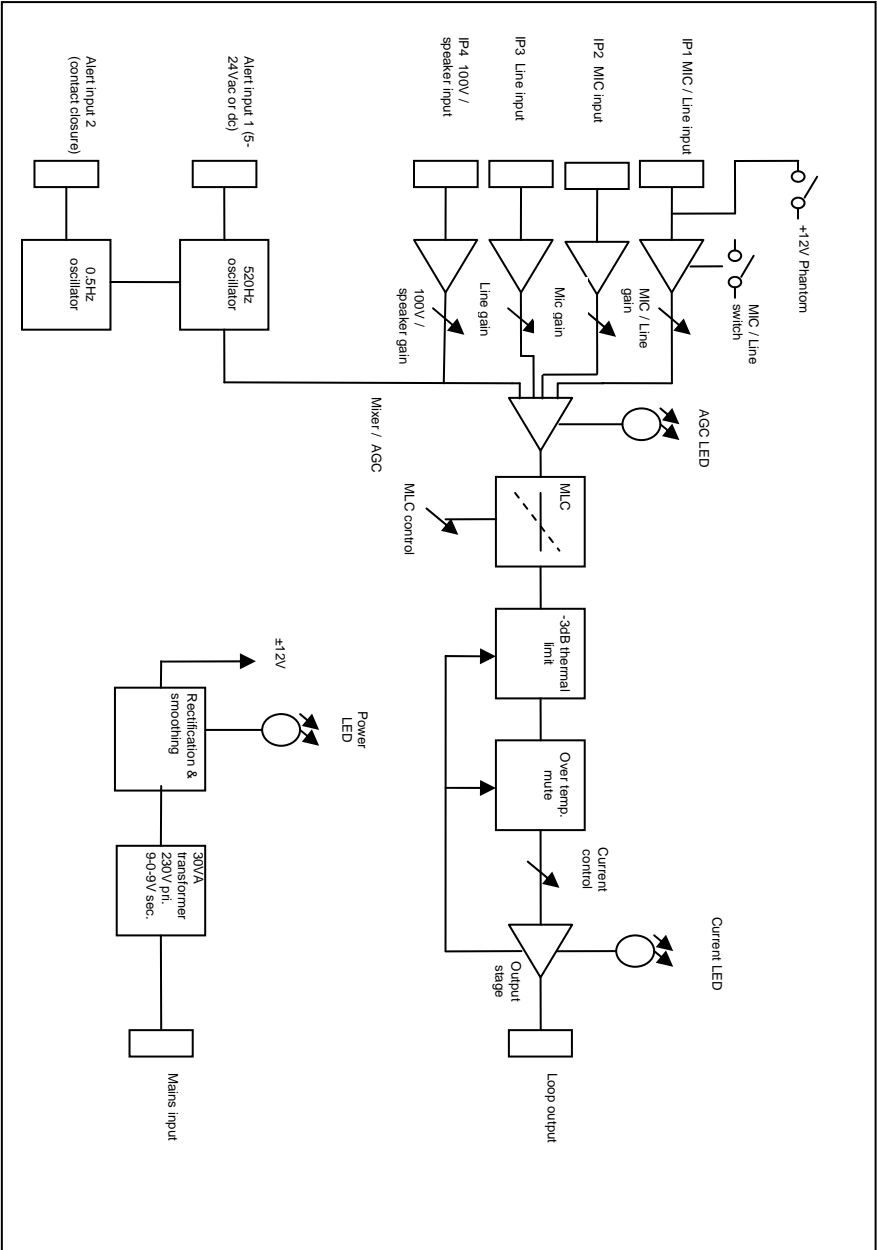 +12V Phantom
MIC / Line
switch
IP1 MIC / Line input
MIC / Line
gain
IP2 MIC input
Mic gain
IP3 Line input
Line gain
IP4 100V /
speaker input
100V /
speaker gain
Alert input 1 (5-
24Vac or dc)
520Hz
oscillator
Alert input 2
(contact closure)
0.5Hz
oscillator
AGC LED
Mixer / AGC
MLC
MLC control
-3dB thermal
limit
Over temp.
mute
Current
control
Current LED
Output
stage
Loop output
±12V
Power
LED
Rectification &
smoothing
30VA
transformer
230V pri.
9-0-9V sec.
Mains input